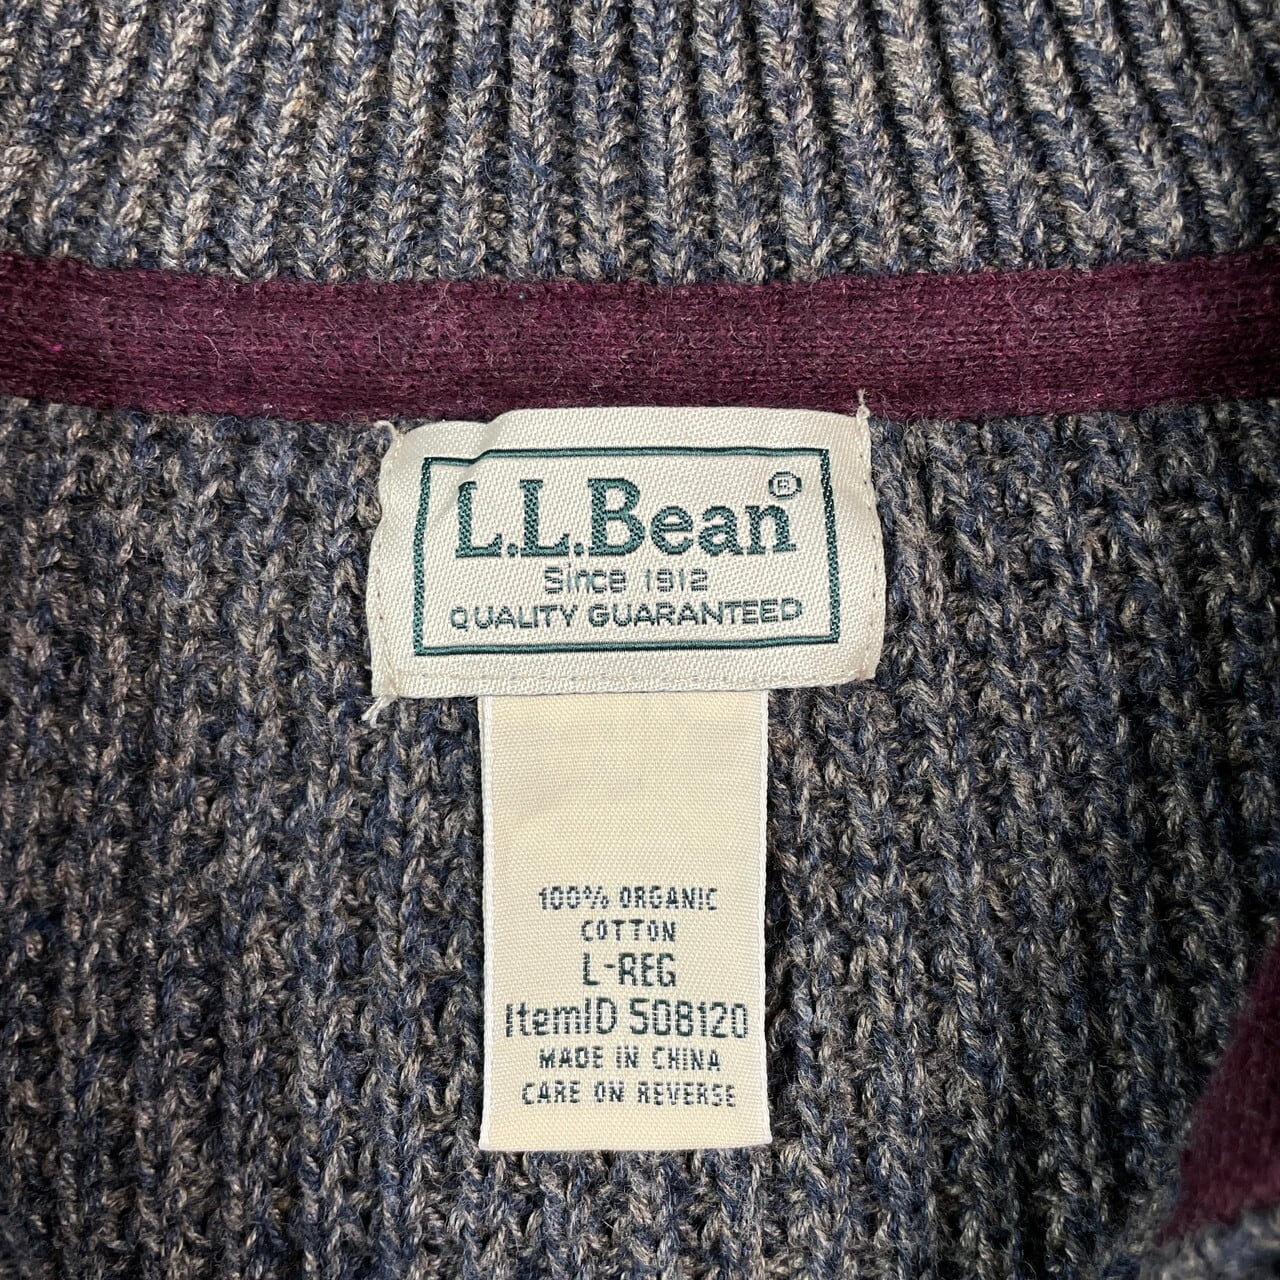 L.L.Bean®
Since 1912
QUALITY GUARANTEED
100% ORGANIC
COTTON
L-REG
ItemID 508120
MADE IN CHINA
CARE ON REVERSE